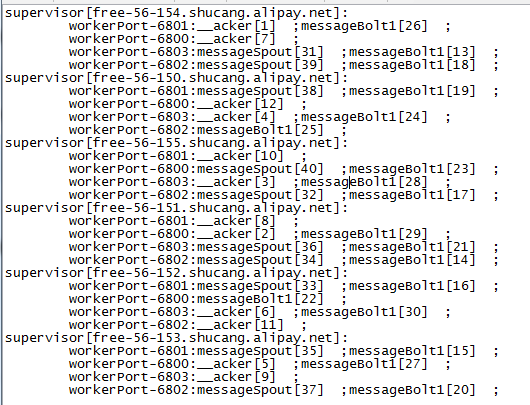 supervisor[free-56-154.shucang.alipay.net]:
workerPort-6801:__acker[1] ;messageBolt1[26] ;
workerPort-6800:__acker[7] ;
workerPort-6803:messageSpout[31] ;messageBolt1[13] ;
workerPort-6802:messageSpout[39] ;messageBolt1[18] ;
supervisor[free-56-150.shucang.alipay.net]:
workerPort-6801:messageSpout[38] ;messageBolt1[19] ;
workerPort-6800:__acker[12] ;
workerPort-6803:__acker[4] ;messageBolt1[24] ;
workerPort-6802:messageBolt1[25] ;
supervisor[free-56-155.shucang.alipay.net]:
workerPort-6801:__acker[10] ;
workerPort-6800:messageSpout[40] ;messageBolt1[23] ;
workerPort-6803:__acker[3] ;messageBolt1[28] ;
workerPort-6802:messageSpout[32] ;messageBolt1[17] ;
supervisor[free-56-151.shucang.alipay.net]:
workerPort-6801:__acker[8] ;
workerPort-6800:__acker[2] ;messageBolt1[29] ;
workerPort-6803:messageSpout[36] ;messageBolt1[21] ;
workerPort-6802:messageSpout[34] ;messageBolt1[14] ;
supervisor[free-56-152.shucang.alipay.net]:
workerPort-6801:messageSpout[33] ;messageBolt1[16] ;
workerPort-6800:messageBolt1[22] ;
workerPort-6803:__acker[6] ;messageBolt1[30] ;
workerPort-6802:__acker[11] ;
supervisor[free-56-153.shucang.alipay.net]:
workerPort-6801:messageSpout[35] ;messageBolt1[15] ;
workerPort-6800:__acker[5] ;messageBolt1[27] ;
workerPort-6803:__acker[9] ;
workerPort-6802:messageSpout[37] ;messageBolt1[20] ;